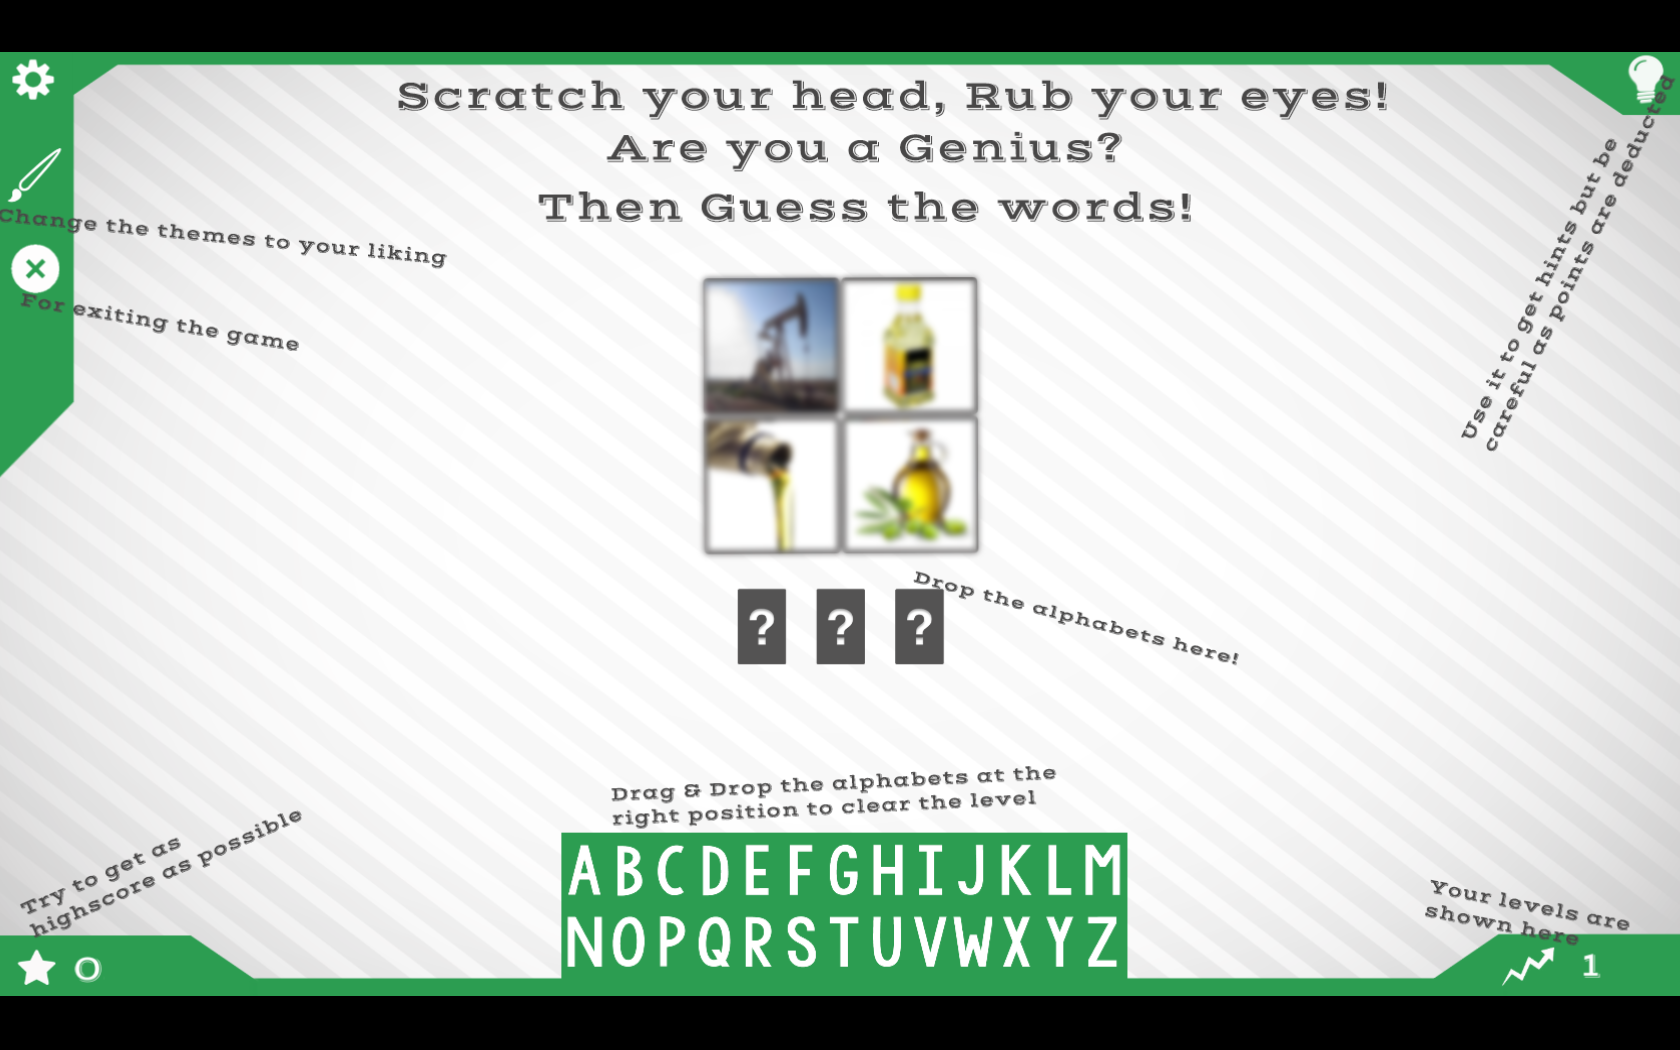 Scratch your head, Rub your eyes!
Are you a Genius?
Then Guess the words!
Change the themes to your liking
For exiting the game
Use it to get hints but be
careful as points are deducted
? ? ?
Drop the alphabets here!
Drag & Drop the alphabets at the
right position to clear the level
ABCDEFGHIJKLM
NOPQRSTUVWXYZ
Try to get as
highscore as possible
0
Your levels are
shown here
1